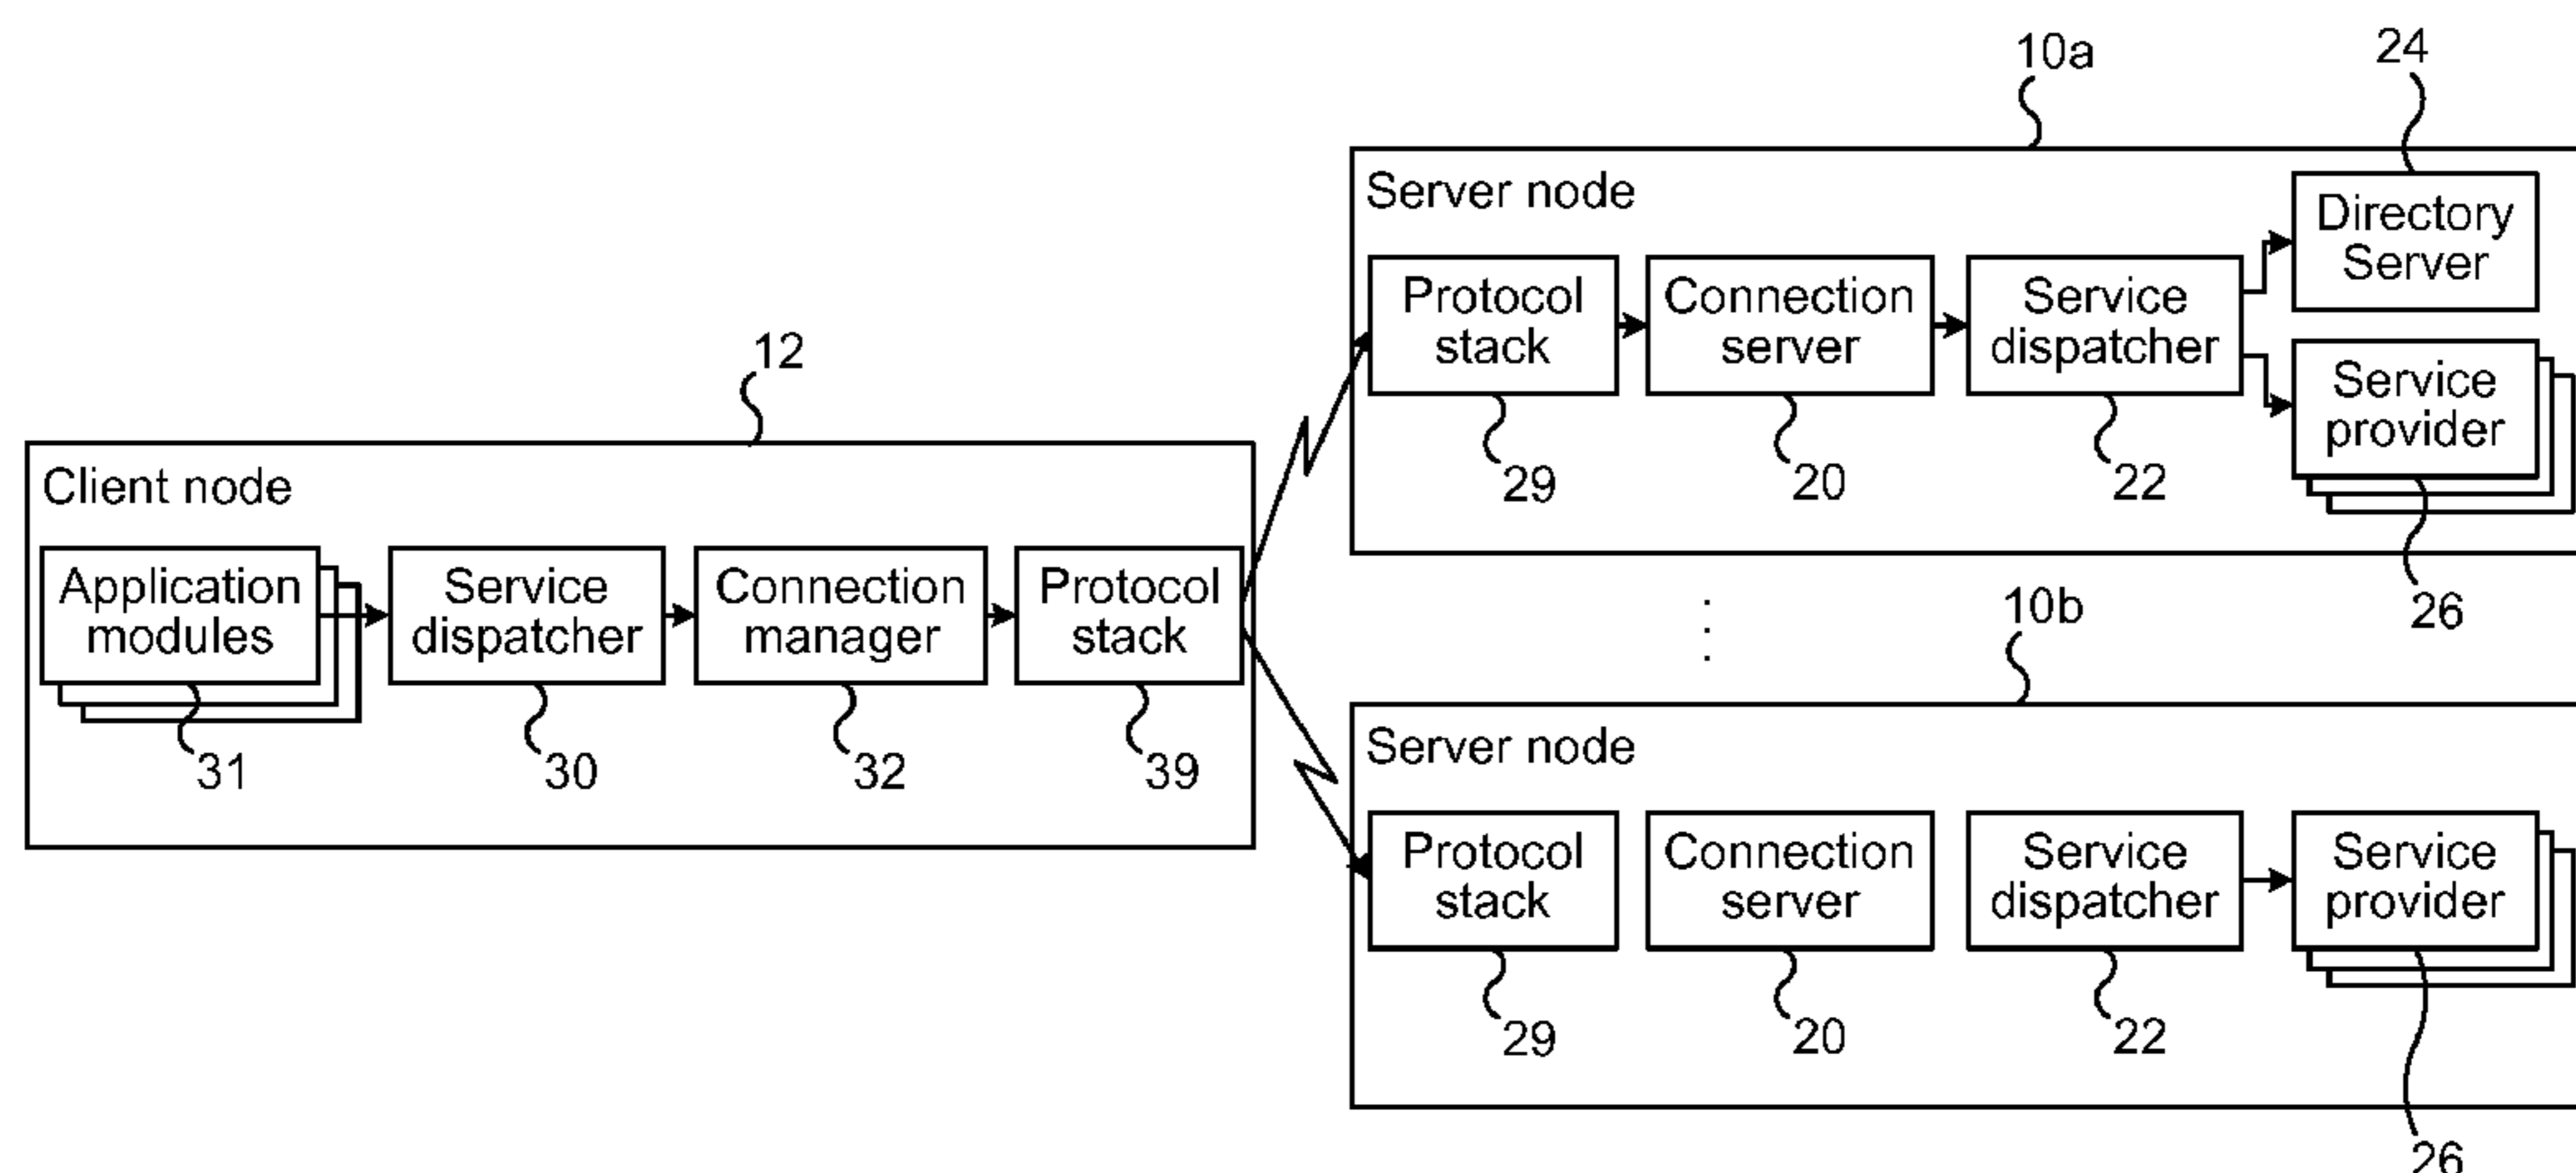 10a
24
Server node
Directory
Server
Protocol
stack
Connection
server
Service
dispatcher
Service
provider
29
20
22
26
12
Client node
Application
modules
Service
dispatcher
Connection
manager
Protocol
stack
31
30
32
39
10b
Server node
Protocol
stack
Connection
server
Service
dispatcher
Service
provider
29
20
22
26